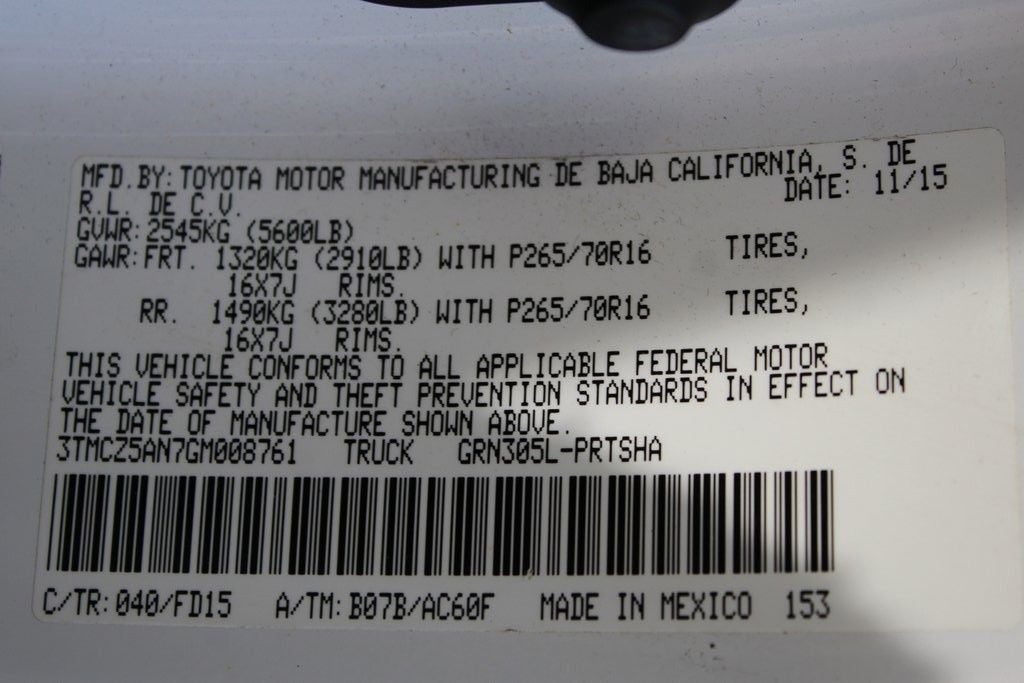 MFD.BY: TOYOTA MOTOR MANUFACTURING DE BAJA CALIFORNIA, S. DE
R.L. DE C.V. DATE: 11/15
GVWR: 2545KG (5600LB)
GAWR: FRT. 1320KG (2910LB) WITH P265/70R16 TIRES,
16X7J RIMS.
RR. 1490KG (3280LB) WITH P265/70R16 TIRES,
16X7J RIMS.
THIS VEHICLE CONFORMS TO ALL APPLICABLE FEDERAL MOTOR
VEHICLE SAFETY AND THEFT PREVENTION STANDARDS IN EFFECT ON
THE DATE OF MANUFACTURE SHOWN ABOVE.
3TMCZ5AN7GM008761 TRUCK GRN305L-PRTSHA
C/TR: 040/FD15 A/TM: B07B/AC60F MADE IN MEXICO 153